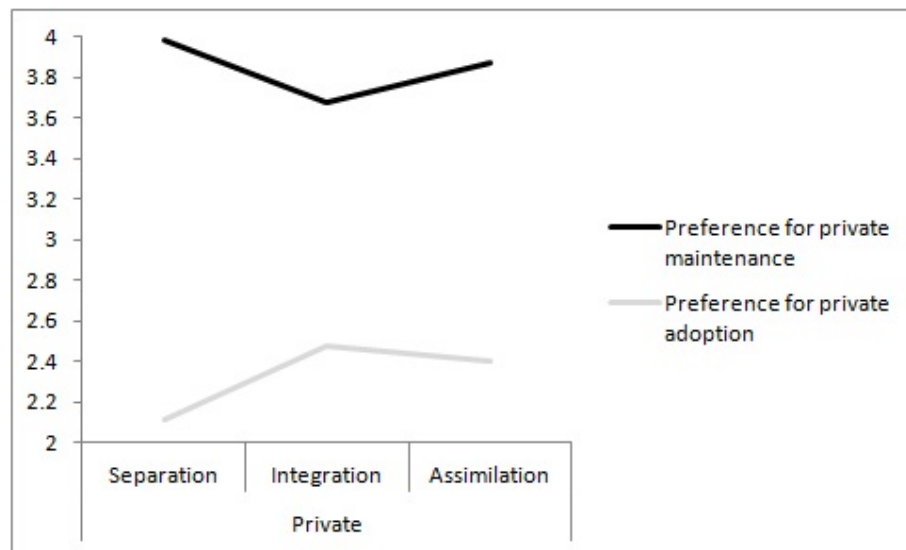 4
3.8
3.6
3.4
3.2
3
2.8
2.6
2.4
2.2
2
Separation
Integration
Assimilation
Private
Preference for private
maintenance
Preference for private
adoption